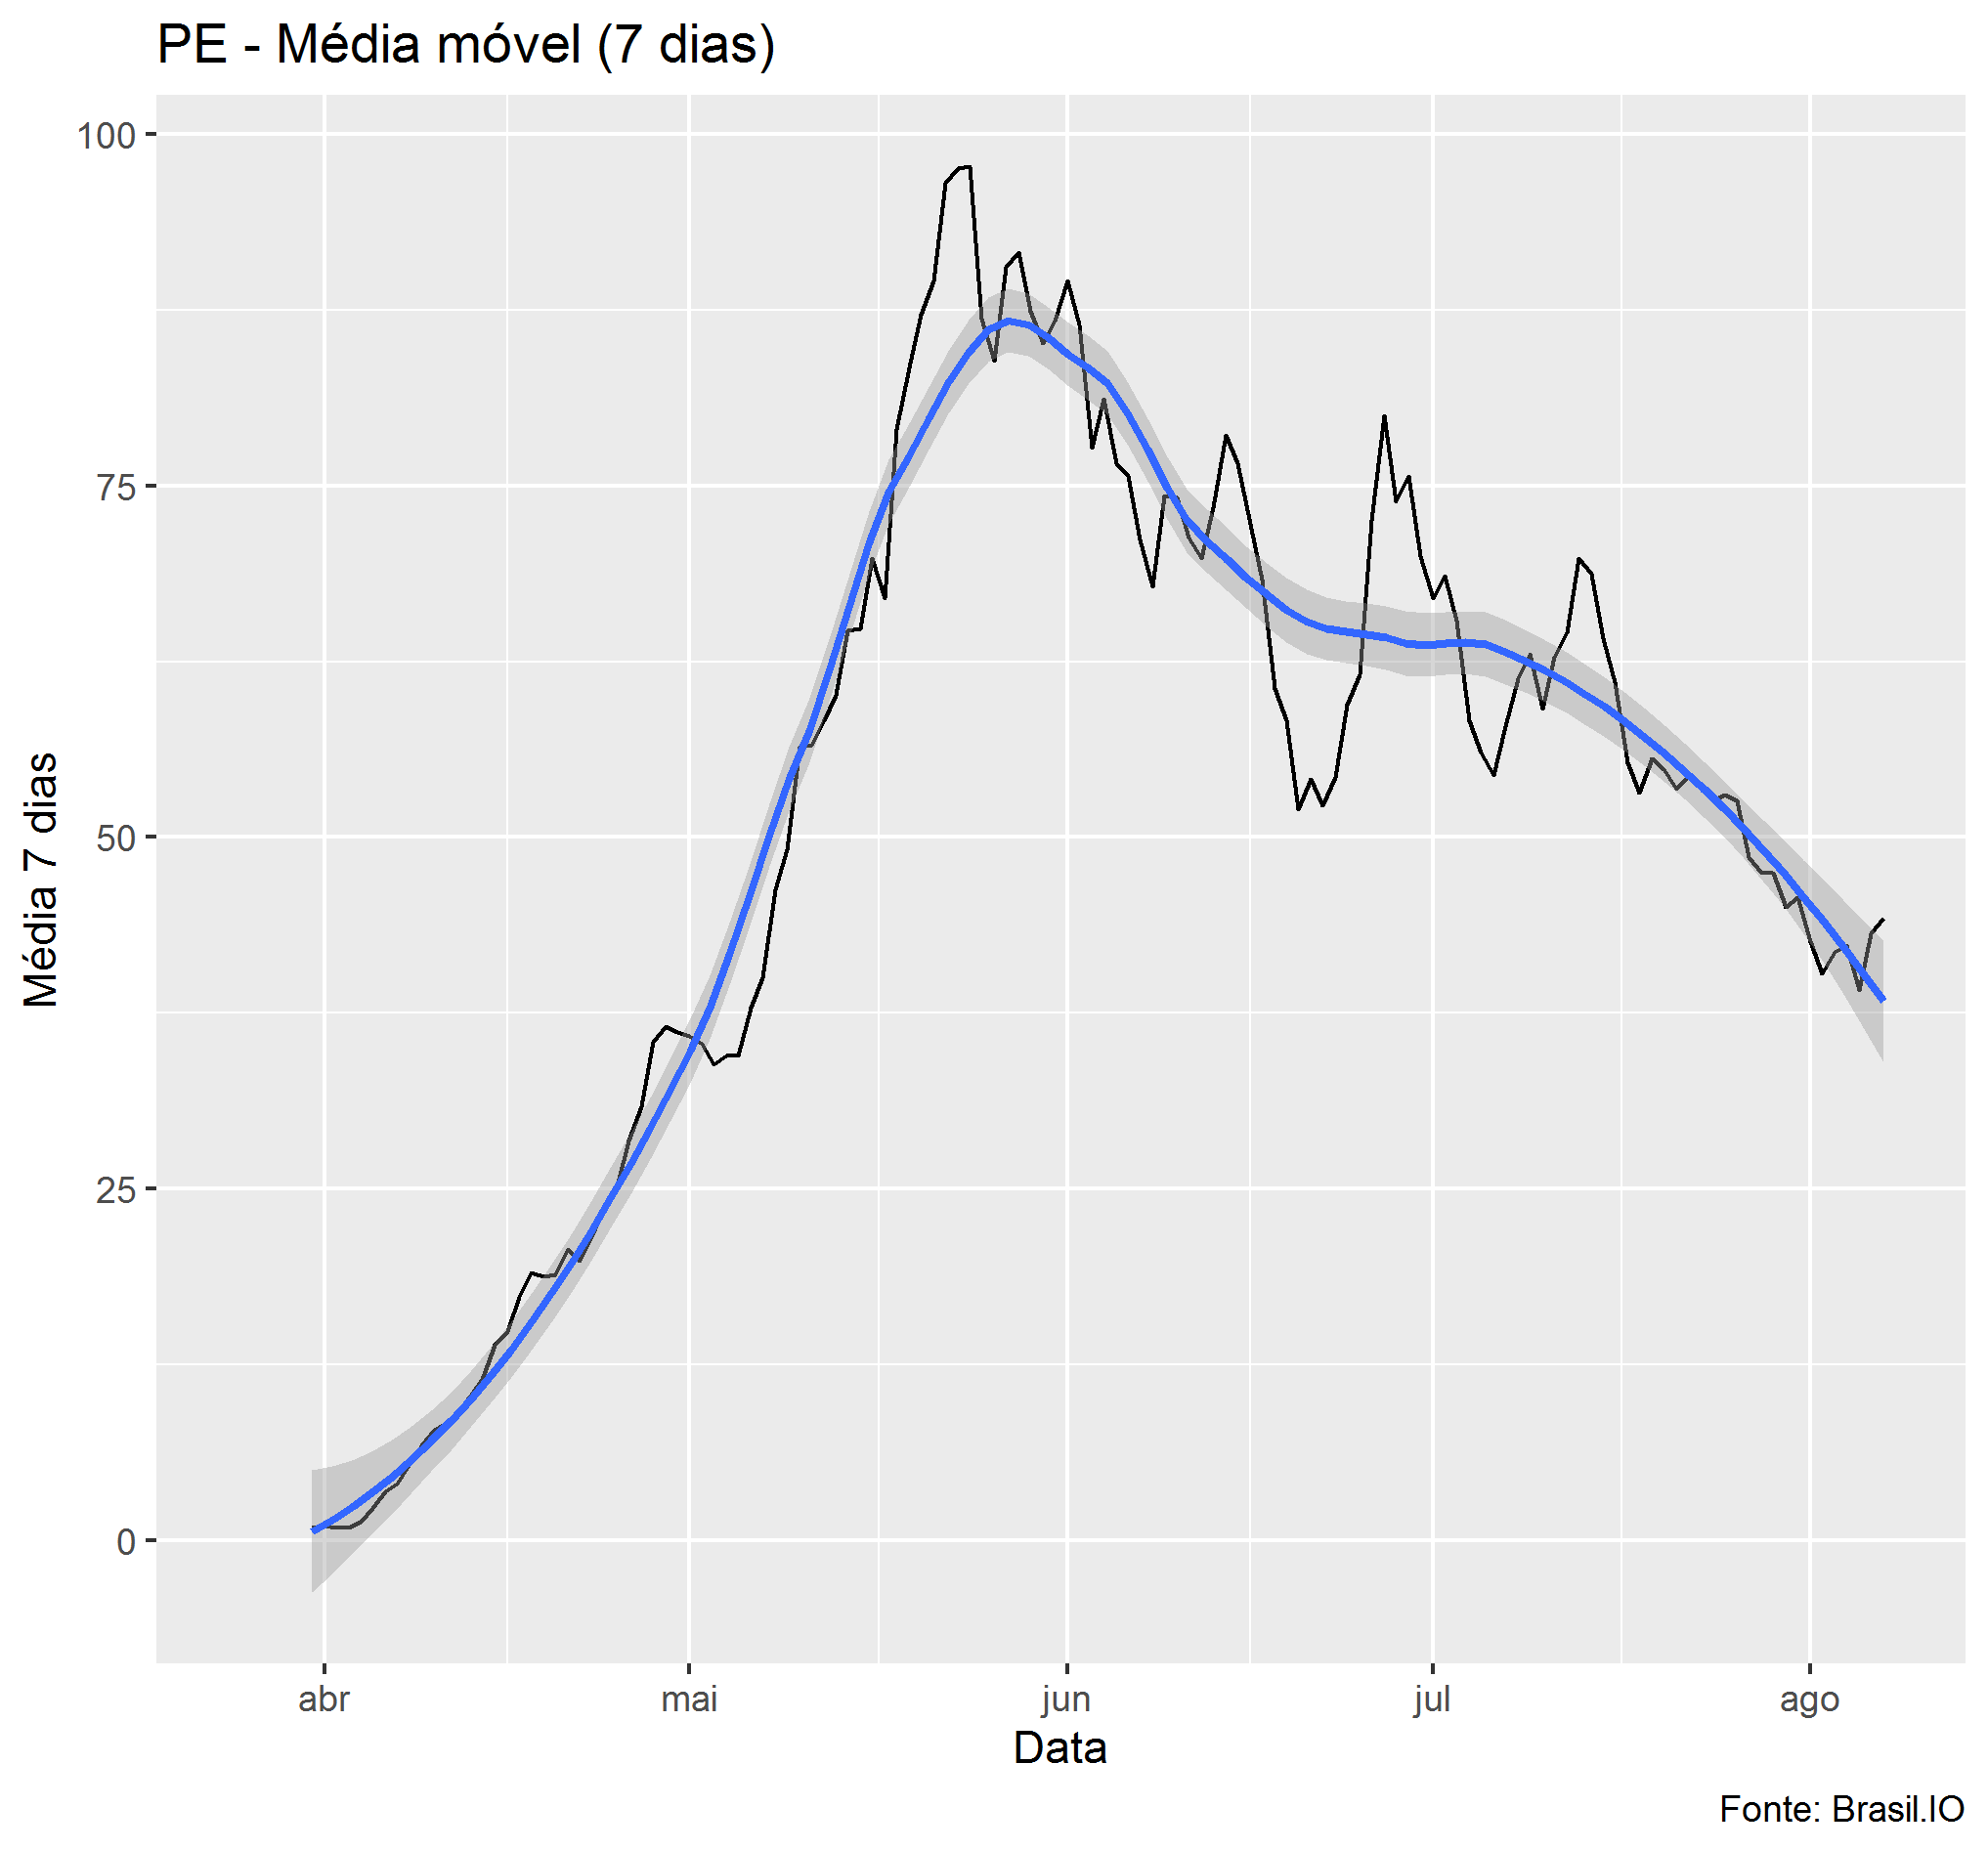 PE - Média móvel (7 dias)
Média 7 dias
100
75
50
25
0
abr mai jun jul ago
Data
Fonte: Brasil.IO